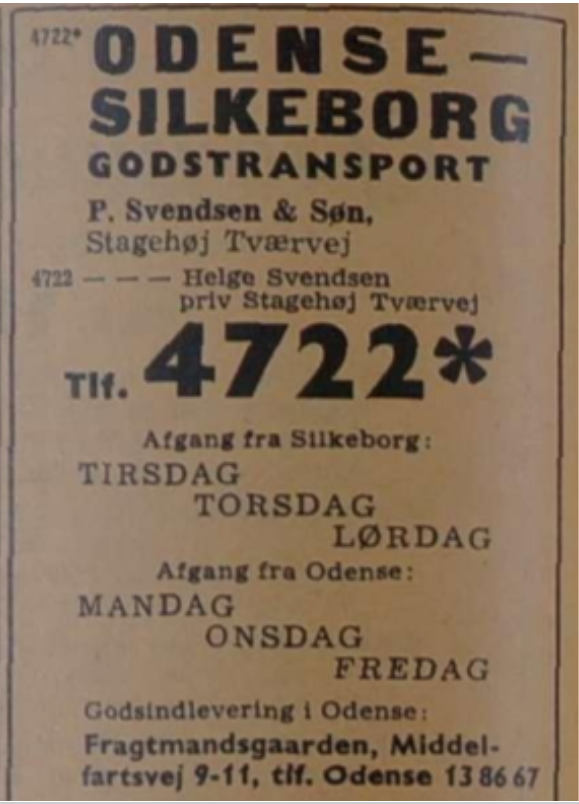 4722* ODENSE —
SILKEBORG
GODSTRANSPORT
P. Svendsen & Søn,
Stagehøj Tværvej
4722 — — — Helge Svendsen
priv Stagehøj Tværvej
Tlf. 4722*
Afgang fra Silkeborg:
TIRSDAG
TORSDAG
LØRDAG
Afgang fra Odense:
MANDAG
ONSDAG
FREDAG
Godsindlevering i Odense:
Fragtmandsgaarden, Middel-
fartsvej 9-11, tlf. Odense 13 86 67